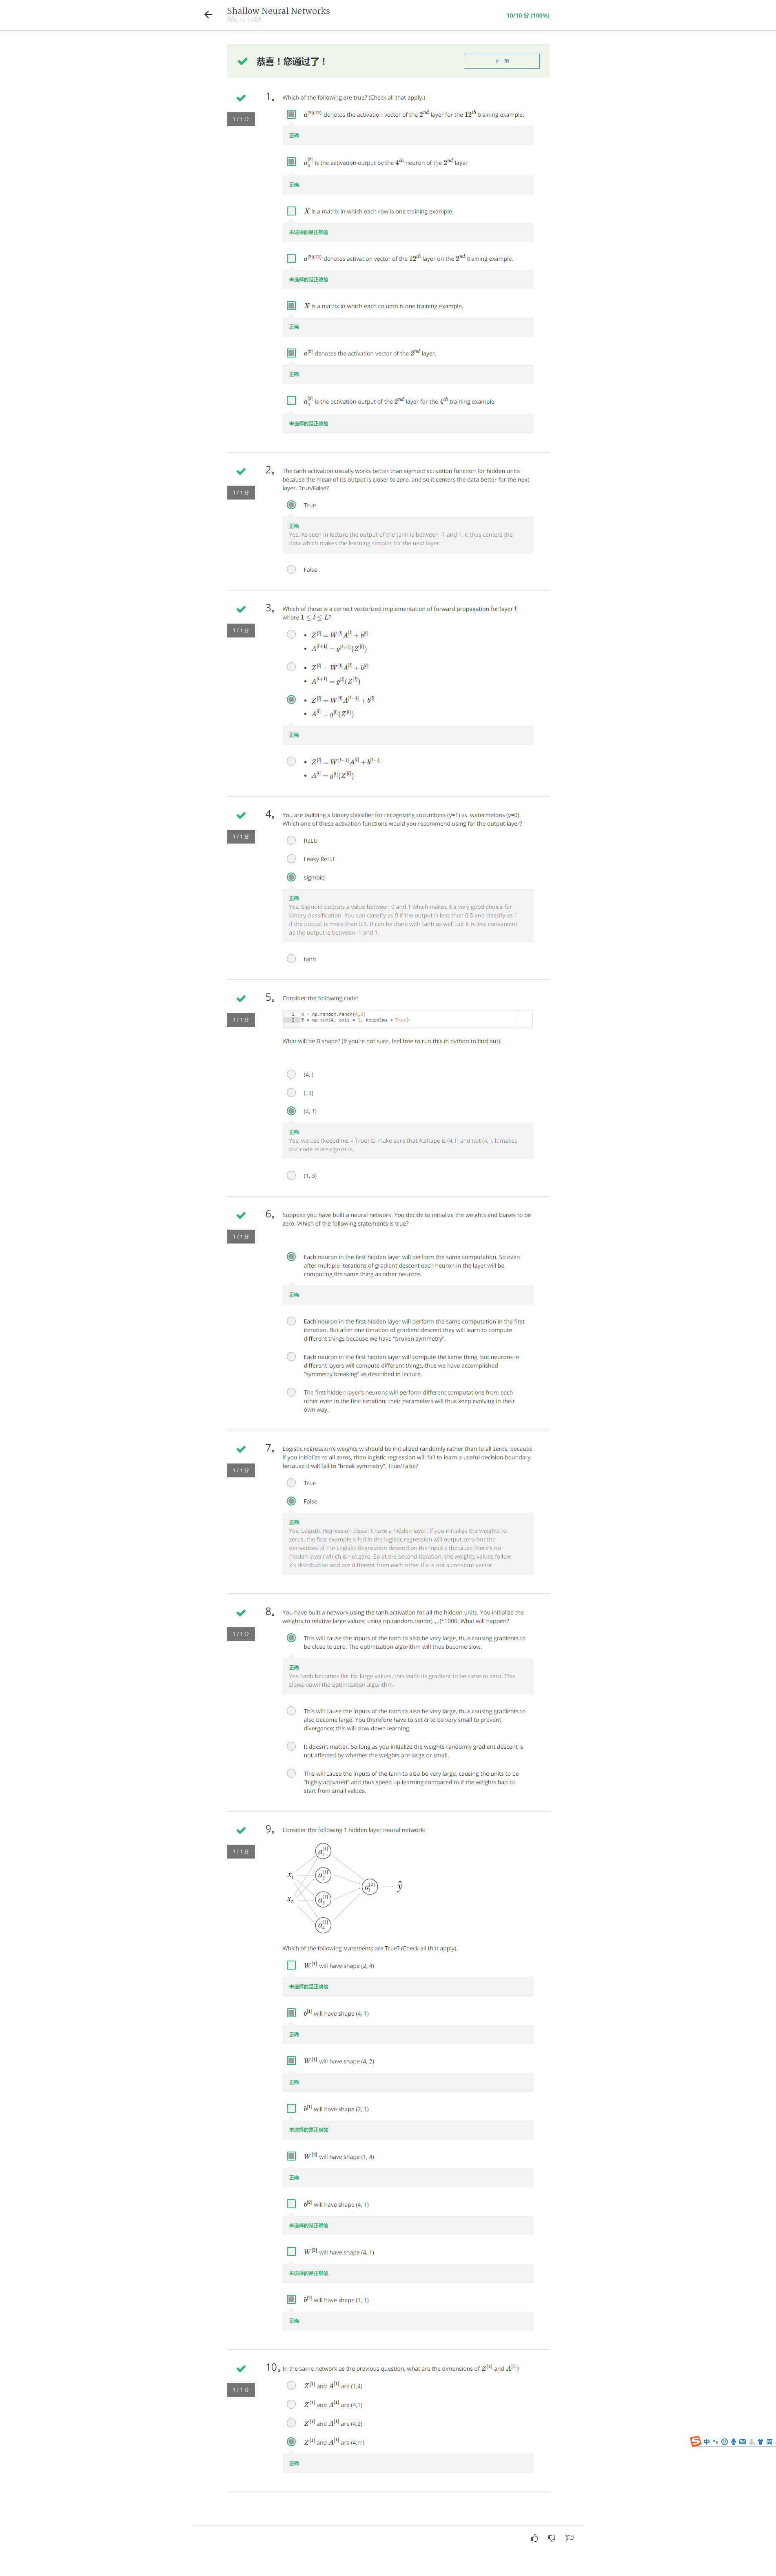 Shallow Neural Networks
10/10 分 (100%)
恭喜！您通过了！
下一项
1。
Which of the following are true? (Check all that apply.)
1 / 1 分
a^{[2](12)} denotes the activation vector of the 2^{nd} layer for the 12^{th} training example.
正确
a_4^{[2]} is the activation output by the 4^{th} neuron of the 2^{nd} layer
正确
X is a matrix in which each row is one training example.
未选择的是正确的
a^{[2](12)} denotes activation vector of the 12^{th} layer on the 2^{nd} training example.
未选择的是正确的
X is a matrix in which each column is one training example.
正确
a^{[2]} denotes the activation vector of the 2^{nd} layer.
正确
a_4^{[2]} is the activation output of the 2^{nd} layer for the 4^{th} training example
未选择的是正确的
2。
The tanh activation usually works better than sigmoid activation function for hidden units
because the mean of its output is closer to zero, and so it centers the data better for the next
layer. True/False?
1 / 1 分
True
正确
Yes. As seen in lecture the output of the tanh is between -1 and 1, it thus centers the
data which makes the learning simpler for the next layer.
False
3。
Which of these is a correct vectorized implementation of forward propagation for layer l,
where 1 ≤ l ≤ L?
1 / 1 分
• Z^{[l]} = W^{[l]} A^{[l]} + b^{[l]}
• A^{[l+1]} = g^{[l+1]}(Z^{[l]})
• Z^{[l]} = W^{[l]} A^{[l]} + b^{[l]}
• A^{[l+1]} = g^{[l]}(Z^{[l]})
• Z^{[l]} = W^{[l]} A^{[l-1]} + b^{[l]}
• A^{[l]} = g^{[l]}(Z^{[l]})
正确
• Z^{[l]} = W^{[l-1]} A^{[l]} + b^{[l-1]}
• A^{[l]} = g^{[l]}(Z^{[l]})
4。
You are building a binary classifier for recognizing cucumbers (y=1) vs. watermelons (y=0).
Which one of these activation functions would you recommend using for the output layer?
1 / 1 分
ReLU
Leaky ReLU
sigmoid
正确
Yes. Sigmoid outputs a value between 0 and 1 which makes it a very good choice for
binary classification. You can classify as 0 if the output is less than 0.5 and classify as 1
if the output is more than 0.5. It can be done with tanh as well but it is less convenient
as the output is between -1 and 1.
tanh
5。
Consider the following code:
1 / 1 分
1 A = np.random.randn(4,3)
2 B = np.sum(A, axis = 1, keepdims = True)
What will be B.shape? (If you're not sure, feel free to run this in python to find out).
(4, )
(, 3)
(4, 1)
正确
Yes, we use (keepdims = True) to make sure that A.shape is (4,1) and not (4, ). It makes
our code more rigorous.
(1, 3)
6。
Suppose you have built a neural network. You decide to initialize the weights and biases to be
zero. Which of the following statements is true?
1 / 1 分
Each neuron in the first hidden layer will perform the same computation. So even
after multiple iterations of gradient descent each neuron in the layer will be
computing the same thing as other neurons.
正确
Each neuron in the first hidden layer will perform the same computation in the first
iteration. But after one iteration of gradient descent they will learn to compute
different things because we have "broken symmetry".
Each neuron in the first hidden layer will compute the same thing, but neurons in
different layers will compute different things, thus we have accomplished
"symmetry breaking" as described in lecture.
The first hidden layer's neurons will perform different computations from each
other even in the first iteration; their parameters will thus keep evolving in their
own way.
7。
Logistic regression's weights w should be initialized randomly rather than to all zeros, because
if you initialize to all zeros, then logistic regression will fail to learn a useful decision boundary
because it will fail to "break symmetry", True/False?
1 / 1 分
True
False
正确
Yes, Logistic Regression doesn't have a hidden layer. If you initialize the weights to
zeros, the first example x fed in the logistic regression will output zero but the
derivatives of the Logistic Regression depend on the input x (because there's no
hidden layer) which is not zero. So at the second iteration, the weights values follow
x's distribution and are different from each other if x is not a constant vector.
8。
You have built a network using the tanh activation for all the hidden units. You initialize the
weights to relative large values, using np.random.randn(..,..)*1000. What will happen?
1 / 1 分
This will cause the inputs of the tanh to also be very large, thus causing gradients to
be close to zero. The optimization algorithm will thus become slow.
正确
Yes. tanh becomes flat for large values, this leads its gradient to be close to zero. This
slows down the optimization algorithm.
This will cause the inputs of the tanh to also be very large, thus causing gradients to
also become large. You therefore have to set α to be very small to prevent
divergence; this will slow down learning.
It doesn't matter. So long as you initialize the weights randomly gradient descent is
not affected by whether the weights are large or small.
This will cause the inputs of the tanh to also be very large, causing the units to be
"highly activated" and thus speed up learning compared to if the weights had to
start from small values.
9。
Consider the following 1 hidden layer neural network:
1 / 1 分
a_1^{[1]}
x_1
a_2^{[1]}
a_1^{[2]}
ŷ
x_2
a_3^{[1]}
a_4^{[1]}
Which of the following statements are True? (Check all that apply).
W^{[1]} will have shape (2, 4)
未选择的是正确的
b^{[1]} will have shape (4, 1)
正确
W^{[1]} will have shape (4, 2)
正确
b^{[1]} will have shape (2, 1)
未选择的是正确的
W^{[2]} will have shape (1, 4)
正确
b^{[2]} will have shape (4, 1)
未选择的是正确的
W^{[2]} will have shape (4, 1)
未选择的是正确的
b^{[2]} will have shape (1, 1)
正确
10。
In the same network as the previous question, what are the dimensions of Z^{[1]} and A^{[1]}?
1 / 1 分
Z^{[1]} and A^{[1]} are (1,4)
Z^{[1]} and A^{[1]} are (4,1)
Z^{[1]} and A^{[1]} are (4,2)
Z^{[1]} and A^{[1]} are (4,m)
正确
中
简